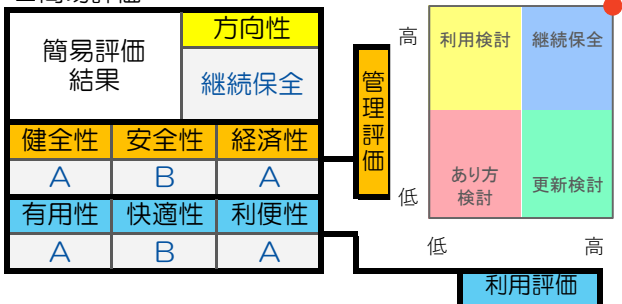 簡易評価
結果
方向性
継続保全
健全性 安全性 経済性
A B A
有用性 快適性 利便性
A B A
管理評価
高
低
利用検討 継続保全
あり方
検討
更新検討
低 高
利用評価